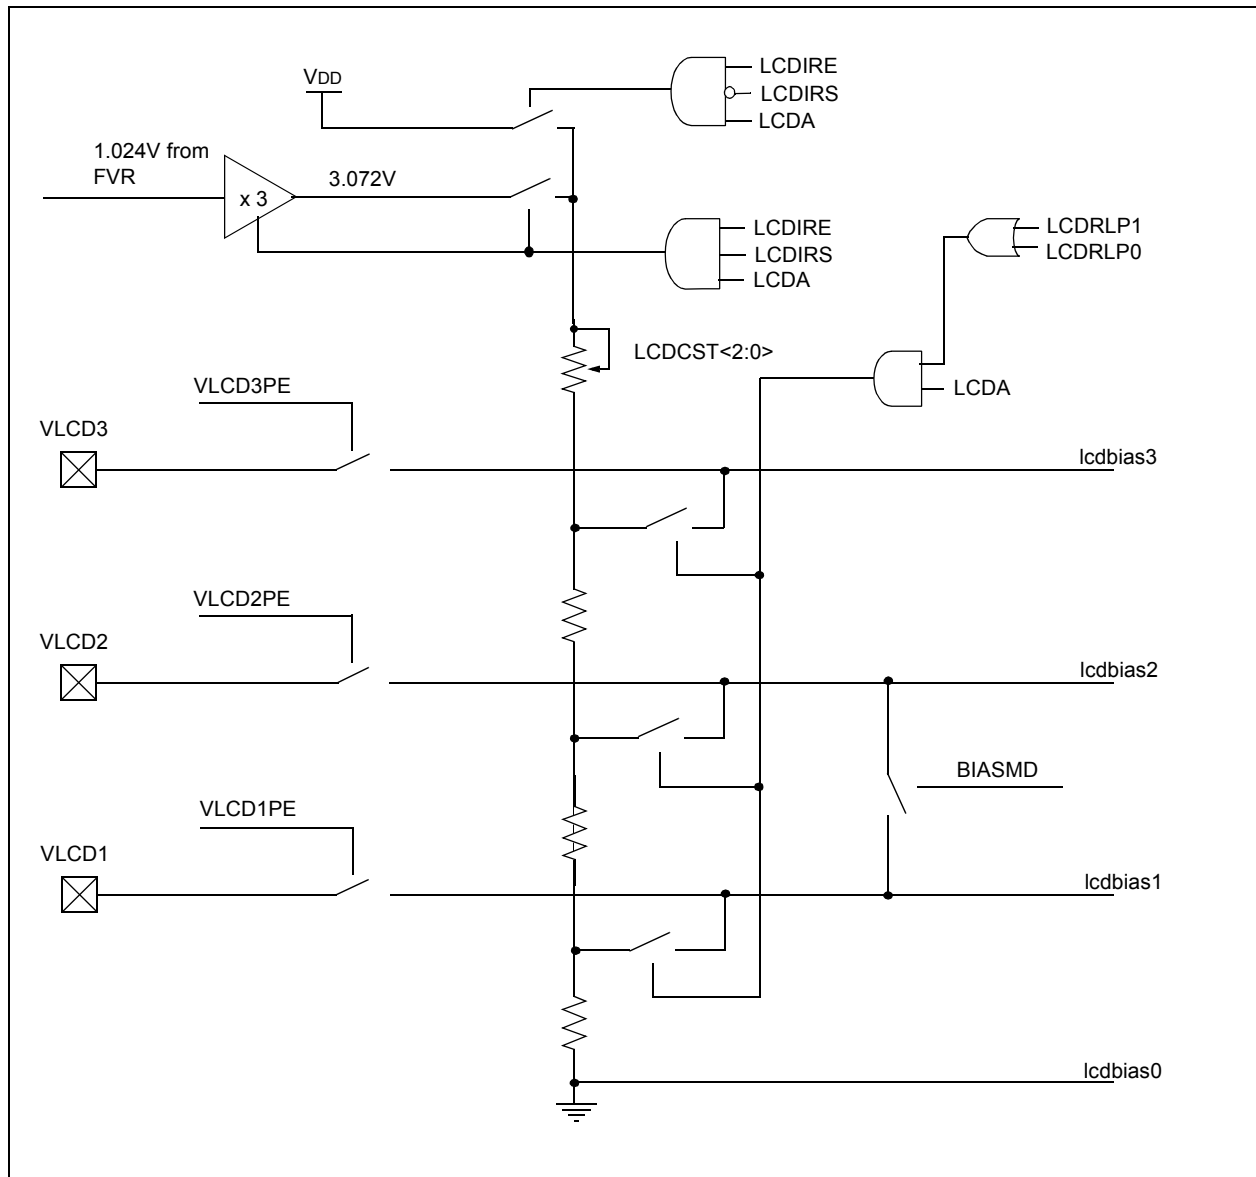 VDD
LCDIRE
LCDIRS
LCDA
1.024V from
FVR
x 3
3.072V
LCDIRE
LCDIRS
LCDA
LCDRLP1
LCDRLP0
LCDCST<2:0>
LCDA
VLCD3PE
VLCD3
lcdbias3
VLCD2PE
VLCD2
lcdbias2
BIASMD
VLCD1PE
VLCD1
lcdbias1
lcdbias0